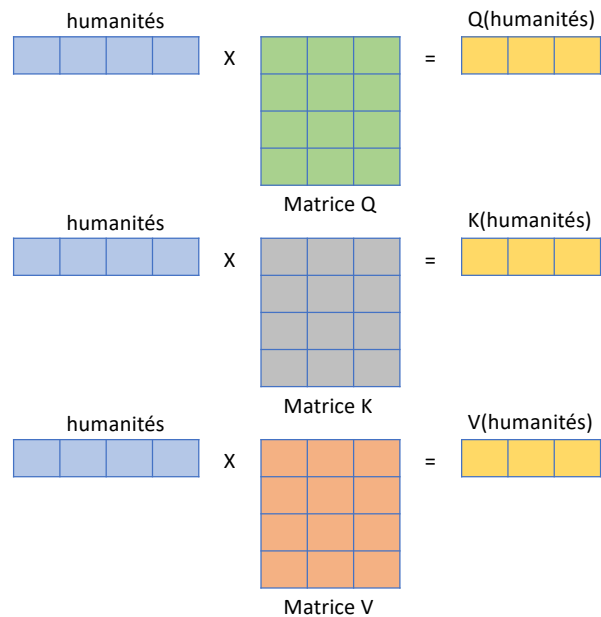 humanités
Q(humanités)
X
=
Matrice Q
humanités
K(humanités)
X
=
Matrice K
humanités
V(humanités)
X
=
Matrice V